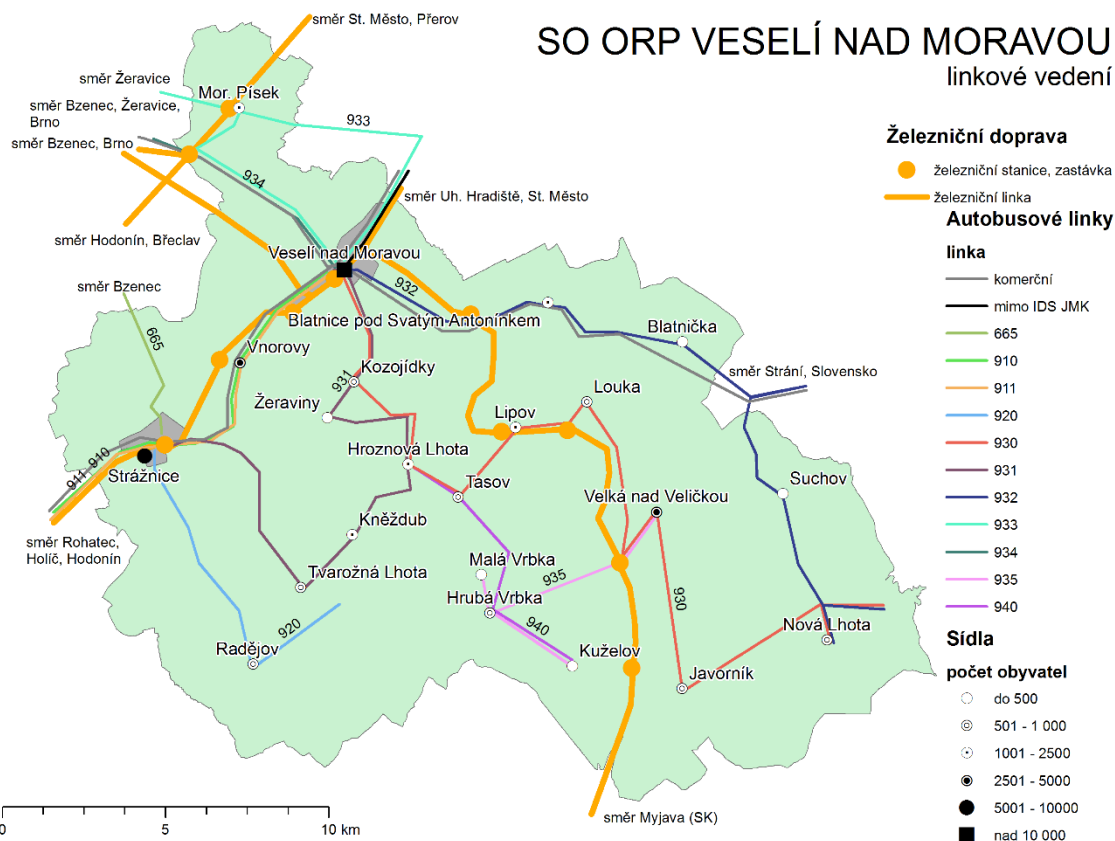 SO ORP VESELÍ NAD MORAVOU
linkové vedení
směr St. Město, Přerov
směr Žeravice
Mor. Písek
směr Bzenec, Žeravice,
Brno
933
směr Bzenec, Brno
934
směr Uh. Hradiště, St. Město
směr Hodonín, Břeclav
Veselí nad Moravou
932
směr Bzenec
Blatnice pod Svatým Antonínkem
665
Blatnička
Vnorovy
směr Strání, Slovensko
931
Kozojídky
Louka
Žeraviny
Lipov
Hroznová Lhota
911
910
Strážnice
Tasov
Suchov
Velká nad Veličkou
Kněždub
směr Rohatec,
Holíč, Hodonín
Malá Vrbka
935
Tvarožná Lhota
Hrubá Vrbka
930
940
920
Nová Lhota
Radějov
Kuželov
Javorník
směr Myjava (SK)
0
5
10 km
Železniční doprava
železniční stanice, zastávka
železniční linka
Autobusové linky
linka
komerční
mimo IDS JMK
665
910
911
920
930
931
932
933
934
935
940
Sídla
počet obyvatel
do 500
501 - 1 000
1001 - 2500
2501 - 5000
5001 - 10000
nad 10 000